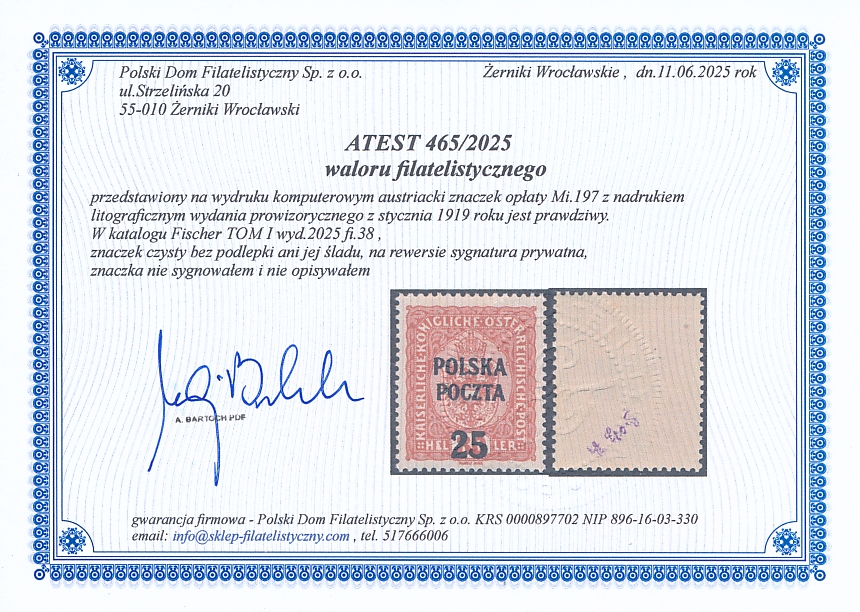 Polski Dom Filatelistyczny Sp. z o.o.
ul.Strzelińska 20
55-010 Żerniki Wrocławski
Żerniki Wrocławskie , dn.11.06.2025 rok
ATEST 465/2025
waloru filatelistycznego
przedstawiony na wydruku komputerowym austriacki znaczek opłaty Mi.197 z nadrukiem
litograficznym wydania prowizorycznego z stycznia 1919 roku jest prawdziwy.
W katalogu Fischer TOM I wyd.2025 fi.38 ,
znaczek czysty bez podlepki ani jej śladu, na rewersie sygnatura prywatna,
znaczka nie sygnowałem i nie opisywałem
KAISERLICHE·KÖNIGLICHE·ÖSTERREICHISCHE·POST
POLSKA
POCZTA
25
A. BARTOCH PDF
gwarancja firmowa - Polski Dom Filatelistyczny Sp. z o.o. KRS 0000897702 NIP 896-16-03-330
email: info@sklep-filatelistyczny.com , tel. 517666006